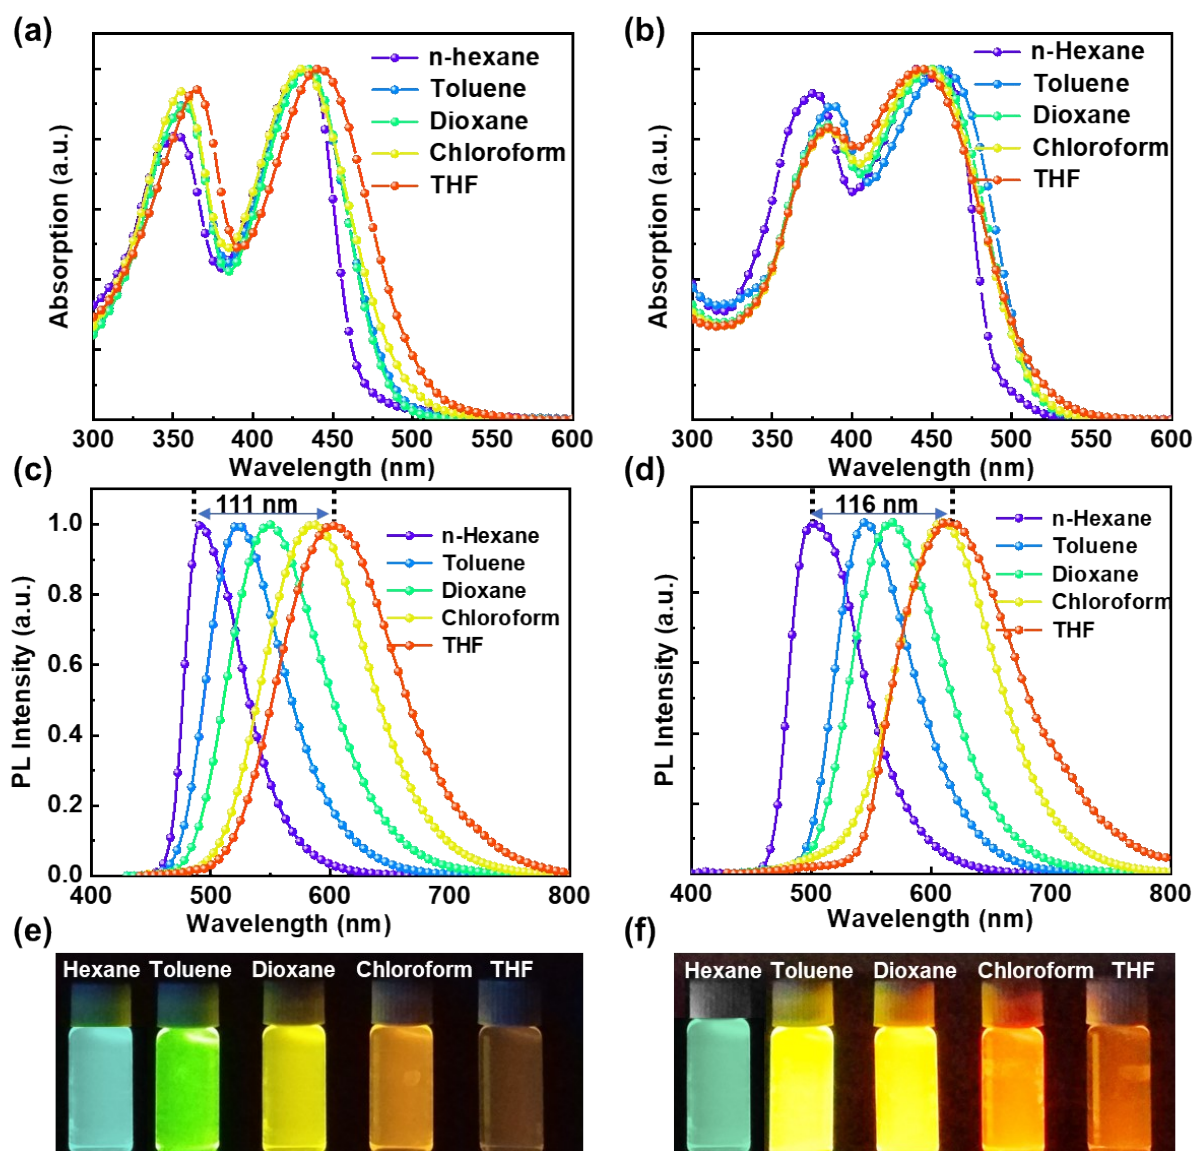 (a)
n-hexane
Toluene
Dioxane
Chloroform
THF
Absorption (a.u.)
300 350 400 450 500 550 600
Wavelength (nm)
(b)
n-Hexane
Toluene
Dioxane
Chloroform
THF
Absorption (a.u.)
300 350 400 450 500 550 600
Wavelength (nm)
(c)
111 nm
n-Hexane
Toluene
Dioxane
Chloroform
THF
PL Intensity (a.u.)
1.0
0.8
0.6
0.4
0.2
0.0
400 500 600 700 800
Wavelength (nm)
(d)
116 nm
n-Hexane
Toluene
Dioxane
Chloroform
THF
PL Intensity (a.u.)
400 500 600 700 800
Wavelength (nm)
(e)
Hexane Toluene Dioxane Chloroform THF
(f)
Hexane Toluene Dioxane Chloroform THF